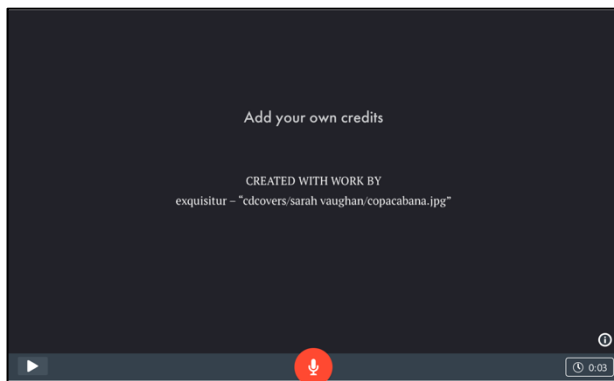 Add your own credits
CREATED WITH WORK BY
exquisitur – “cdcovers/sarah vaughan/copacabana.jpg”
0:03